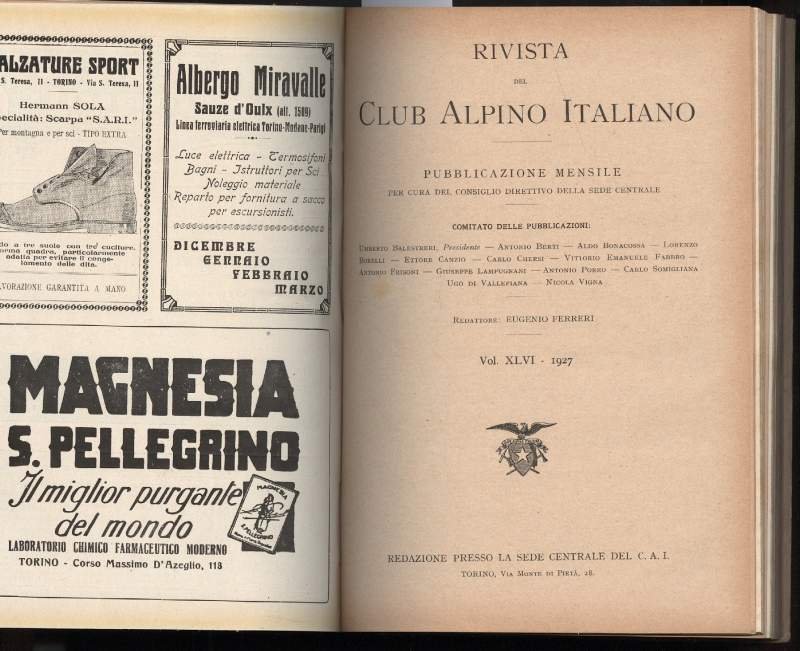 ALZATURE SPORT
S. Teresa, 11 - TORINO - Via S. Teresa, 11
Hermann SOLA
pecialità: Scarpa "S.A.R.I."
Per montagna e per sci - TIPO EXTRA
do a tre suole con tre cuciture.
orma quadra, particolarmente
adatta per evitare il conge-
lamento delle dita.
AVORAZIONE GARANTITA A MANO
Albergo Miravalle
Sauze d'Oulx (alt. 1509)
Linea ferroviaria elettrica Torino-Modane-Parigi
Luce elettrica - Termosifoni
Bagni - Istruttori per Sci
Noleggio materiale
Reparto per fornitura a sacco
per escursionisti.
DICEMBRE
GENNAIO
FEBBRAIO
MARZO
MAGNESIA
S. PELLEGRINO
Il miglior purgante
del mondo
MAGNESIA
S. PELLEGRINO
LABORATORIO CHIMICO FARMACEUTICO MODERNO
TORINO - Corso Massimo D'Azeglio, 118
RIVISTA
DEL
CLUB ALPINO ITALIANO
PUBBLICAZIONE MENSILE
PER CURA DEL CONSIGLIO DIRETTIVO DELLA SEDE CENTRALE
COMITATO DELLE PUBBLICAZIONI:
UMBERTO BALESTRERI, Presidente — ANTONIO BERTI — ALDO BONACOSSA — LORENZO
BORELLI — ETTORE CANZIO — CARLO CHERSI — VITTORIO EMANUELE FABBRO —
ANTONIO FRISONI — GIUSEPPE LAMPUGNANI — ANTONIO PORRO — CARLO SOMIGLIANA
UGO DI VALLEPIANA — NICOLA VIGNA
REDATTORE: EUGENIO FERRERI
Vol. XLVI - 1927
REDAZIONE PRESSO LA SEDE CENTRALE DEL C. A. I.
TORINO, VIA MONTE DI PIETÀ, 28.